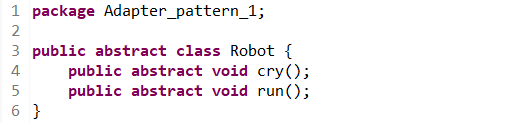 1 package Adapter_pattern_1;
2
3 public abstract class Robot {
4     public abstract void cry();
5     public abstract void run();
6 }